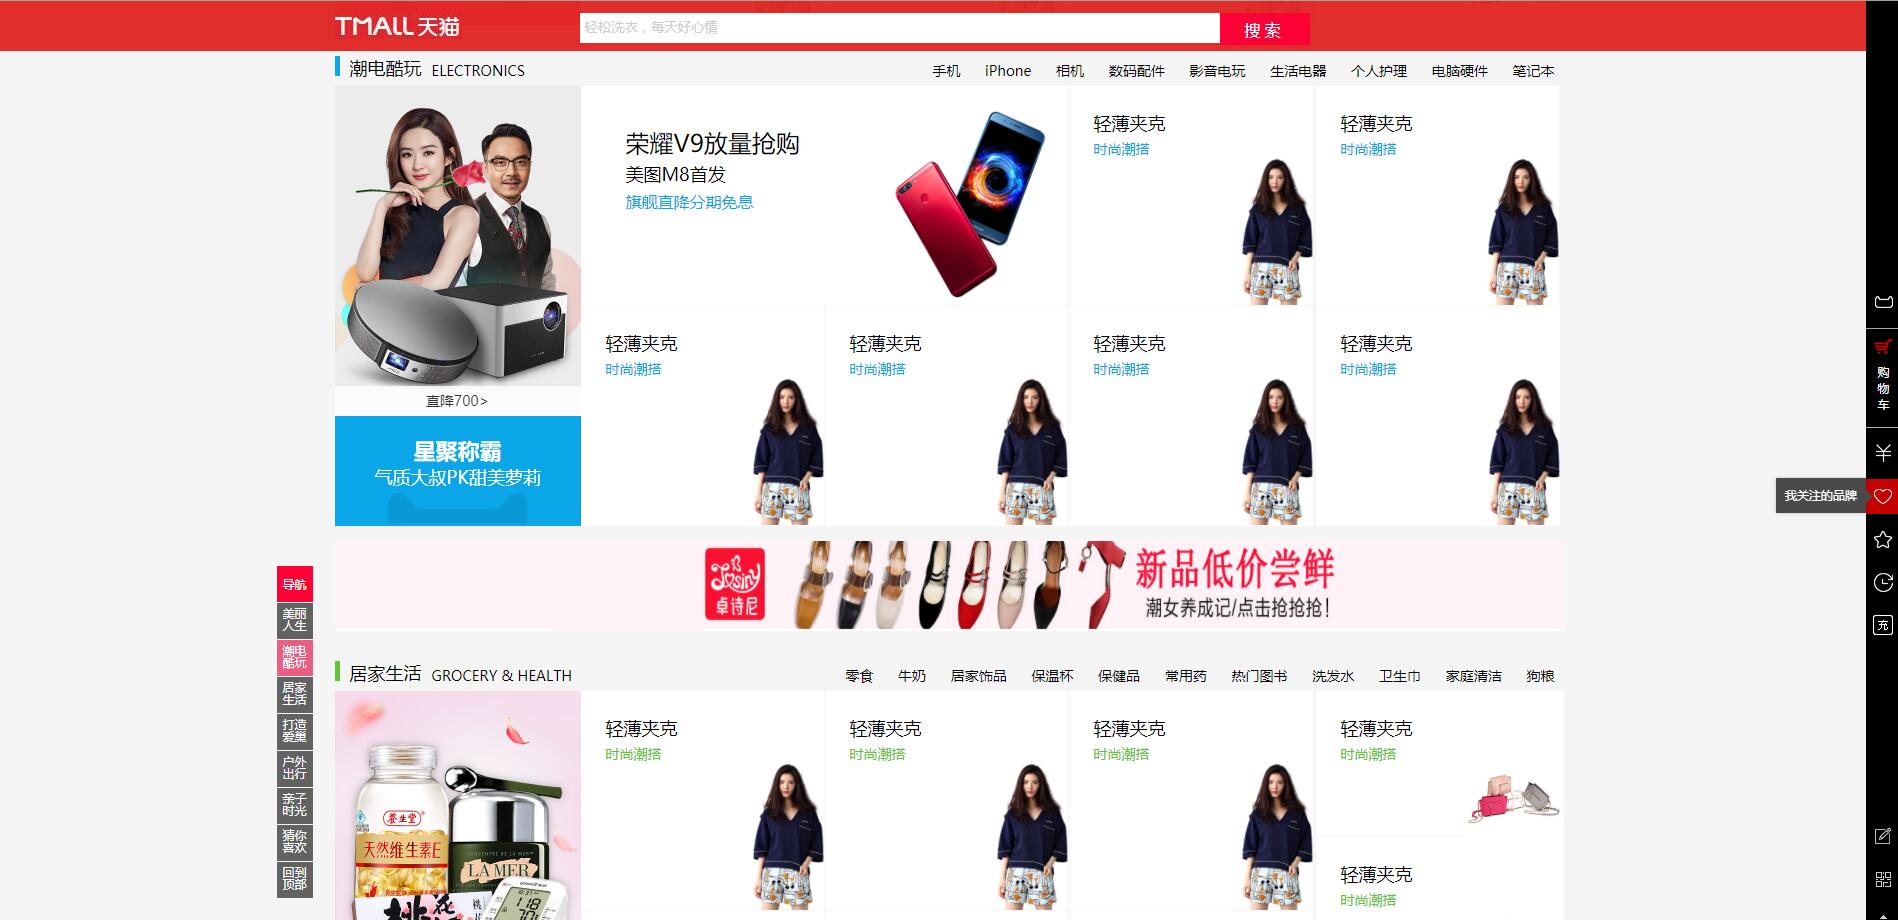 TMALL天猫
轻松洗衣，每天好心情
搜索
潮电酷玩 ELECTRONICS
手机 iPhone 相机 数码配件 影音电玩 生活电器 个人护理 电脑硬件 笔记本
荣耀V9放量抢购
美图M8首发
旗舰直降分期免息
轻薄夹克
时尚潮搭
轻薄夹克
时尚潮搭
轻薄夹克
时尚潮搭
轻薄夹克
时尚潮搭
轻薄夹克
时尚潮搭
轻薄夹克
时尚潮搭
直降700>
星聚称霸
气质大叔PK甜美萝莉
Josiny
卓诗尼
新品低价尝鲜
潮女养成记/点击抢抢抢！
居家生活 GROCERY & HEALTH
零食 牛奶 居家饰品 保温杯 保健品 常用药 热门图书 洗发水 卫生巾 家庭清洁 狗粮
轻薄夹克
时尚潮搭
轻薄夹克
时尚潮搭
轻薄夹克
时尚潮搭
轻薄夹克
时尚潮搭
轻薄夹克
时尚潮搭
养生堂
天然维生素E
LA MER
118
70
导航
美丽
人生
潮电
酷玩
居家
生活
打造
爱巢
户外
出行
亲子
时光
猜你
喜欢
回到
顶部
购
物
车
我关注的品牌
充